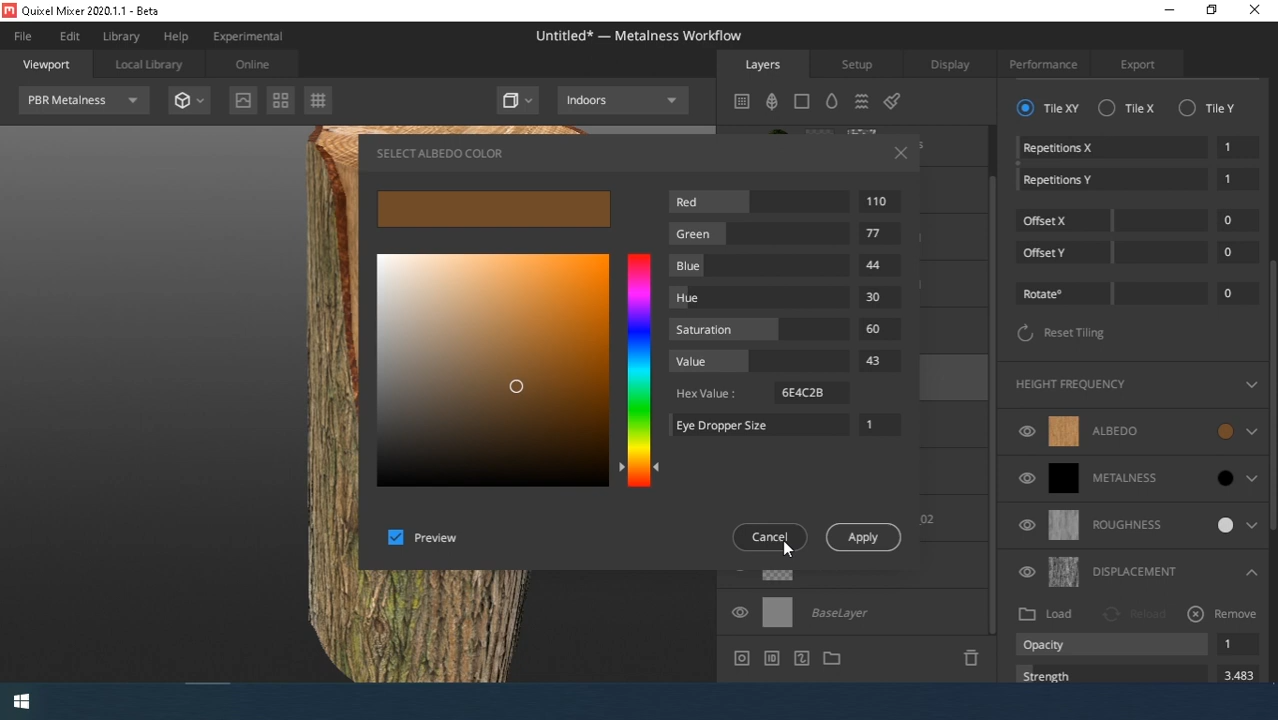 Quixel Mixer 2020.1.1 - Beta
File Edit Library Help Experimental
Untitled* — Metalness Workflow
Viewport Local Library Online
Layers Setup Display Performance Export
PBR Metalness
Indoors
Tile XY Tile X Tile Y
Repetitions X 1
Repetitions Y 1
Offset X 0
Offset Y 0
Rotate° 0
Reset Tiling
HEIGHT FREQUENCY
ALBEDO
METALNESS
ROUGHNESS
DISPLACEMENT
Load Reload Remove
Opacity 1
Strength 3.483
SELECT ALBEDO COLOR
Red 110
Green 77
Blue 44
Hue 30
Saturation 60
Value 43
Hex Value : 6E4C2B
Eye Dropper Size 1
Preview
Cancel Apply
_02
BaseLayer